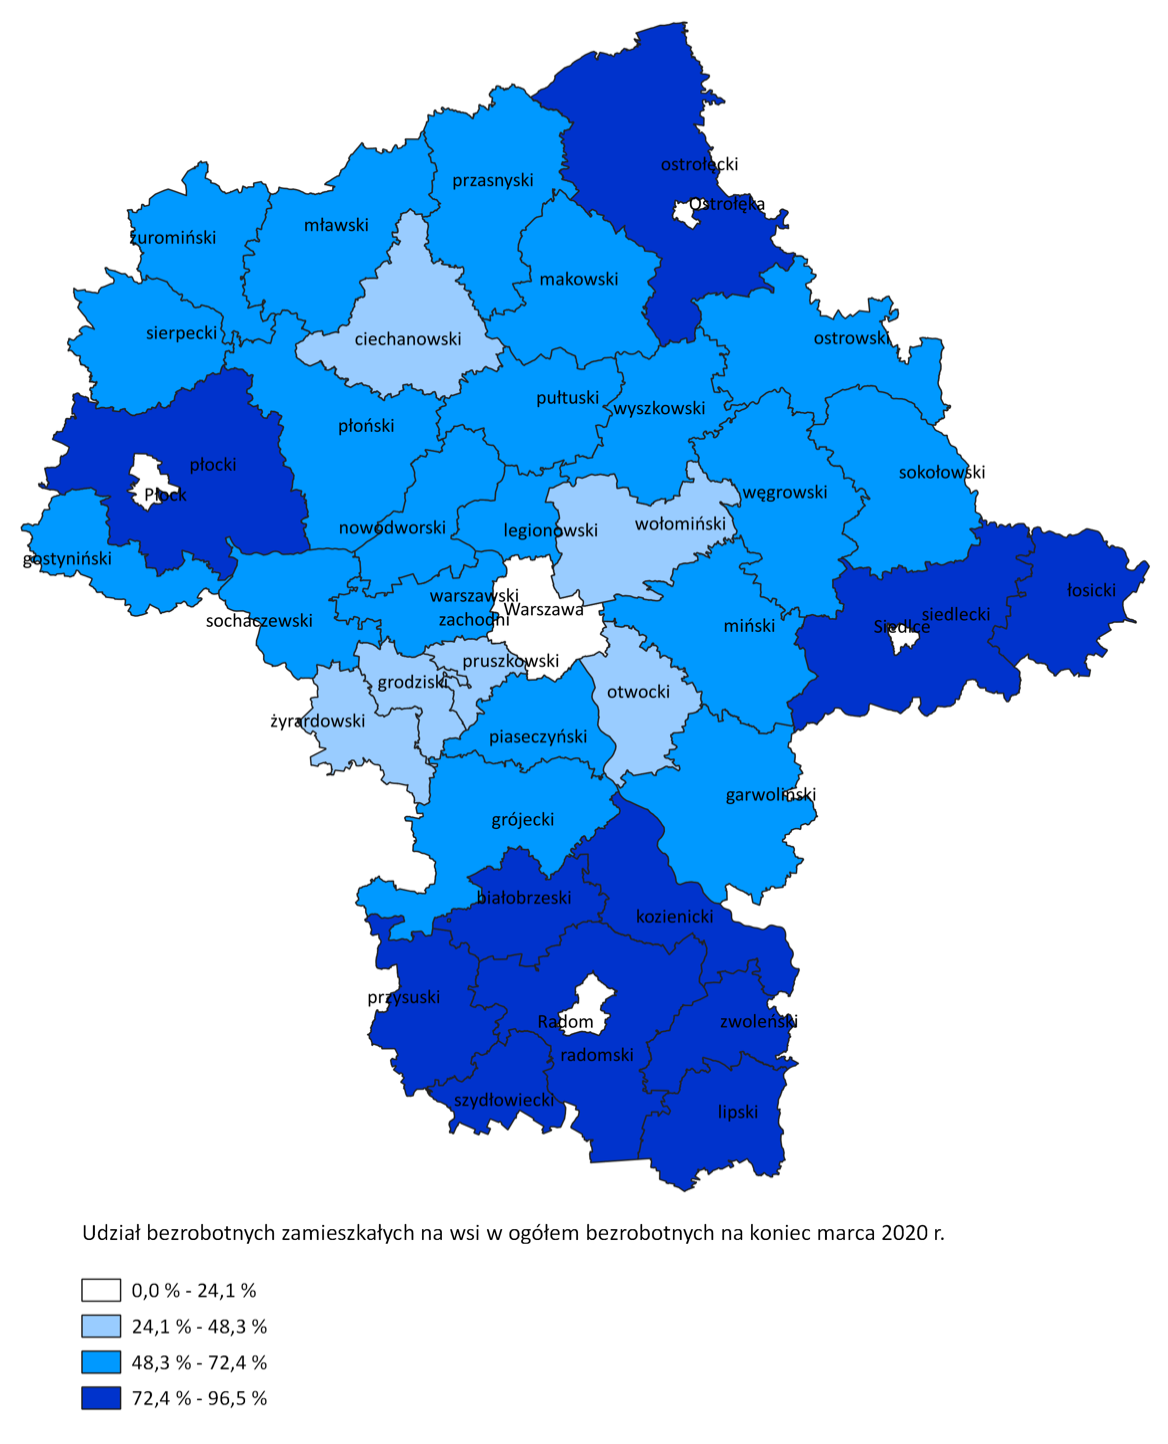 ostrołęcki
przasnyski
Ostrołęka
mławski
żuromiński
makowski
sierpecki
ciechanowski
ostrowski
pułtuski
wyszkowski
płoński
płocki
sokołowski
Płock
węgrowski
nowodworski
legionowski
wołomiński
gostyniński
łosicki
warszawski
zachodni
Warszawa
siedlecki
sochaczewski
Siedlce
miński
pruszkowski
grodziski
otwocki
żyrardowski
piaseczyński
garwoliński
grójecki
białobrzeski
kozienicki
przysuski
Radom
zwoleński
radomski
szydłowiecki
lipski
Udział bezrobotnych zamieszkałych na wsi w ogółem bezrobotnych na koniec marca 2020 r.
0,0 % - 24,1 %
24,1 % - 48,3 %
48,3 % - 72,4 %
72,4 % - 96,5 %